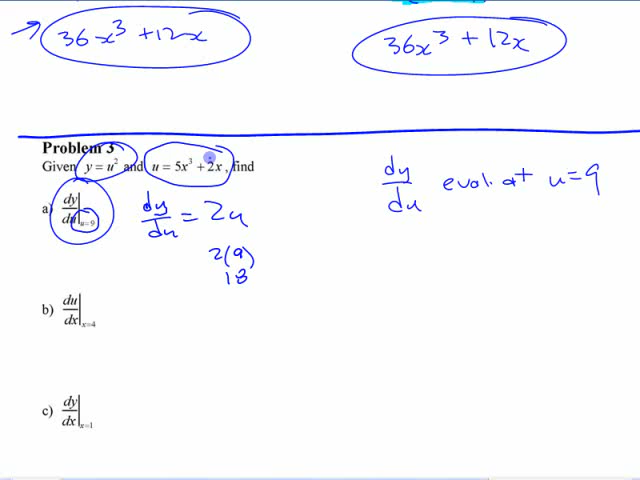 → 36x³ + 12x
36x³ + 12x
Problem 3
Given y = u² and u = 5x³ + 2x, find
a) dy/du|u=9
dy/du = 2u
2(9)
18
dy/du eval. at u=9
b) du/dx|x=4
c) dy/dx|x=1